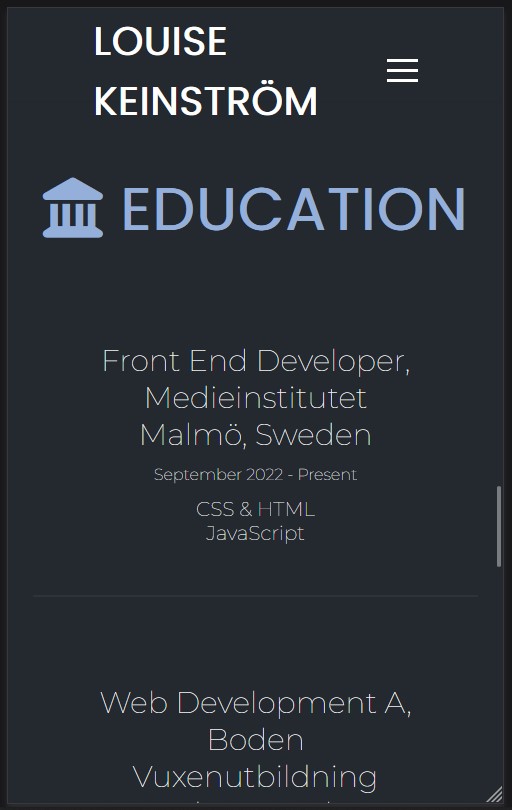 LOUISE
KEINSTRÖM
EDUCATION
Front End Developer,
Medieinstitutet
Malmö, Sweden
September 2022 - Present
CSS & HTML
JavaScript
Web Development A,
Boden
Vuxenutbildning